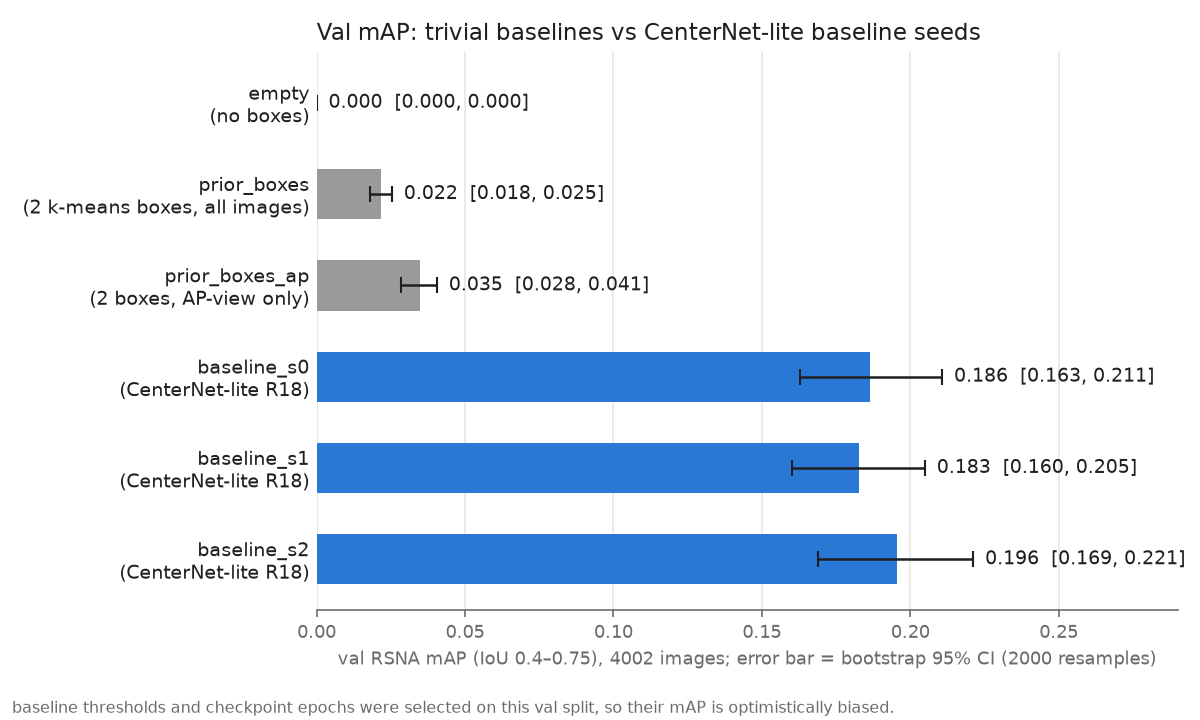 Val mAP: trivial baselines vs CenterNet-lite baseline seeds
empty
(no boxes)
0.000 [0.000, 0.000]
prior_boxes
(2 k-means boxes, all images)
0.022 [0.018, 0.025]
prior_boxes_ap
(2 boxes, AP-view only)
0.035 [0.028, 0.041]
baseline_s0
(CenterNet-lite R18)
0.186 [0.163, 0.211]
baseline_s1
(CenterNet-lite R18)
0.183 [0.160, 0.205]
baseline_s2
(CenterNet-lite R18)
0.196 [0.169, 0.221]
0.00 0.05 0.10 0.15 0.20 0.25
val RSNA mAP (IoU 0.4–0.75), 4002 images; error bar = bootstrap 95% CI (2000 resamples)
baseline thresholds and checkpoint epochs were selected on this val split, so their mAP is optimistically biased.